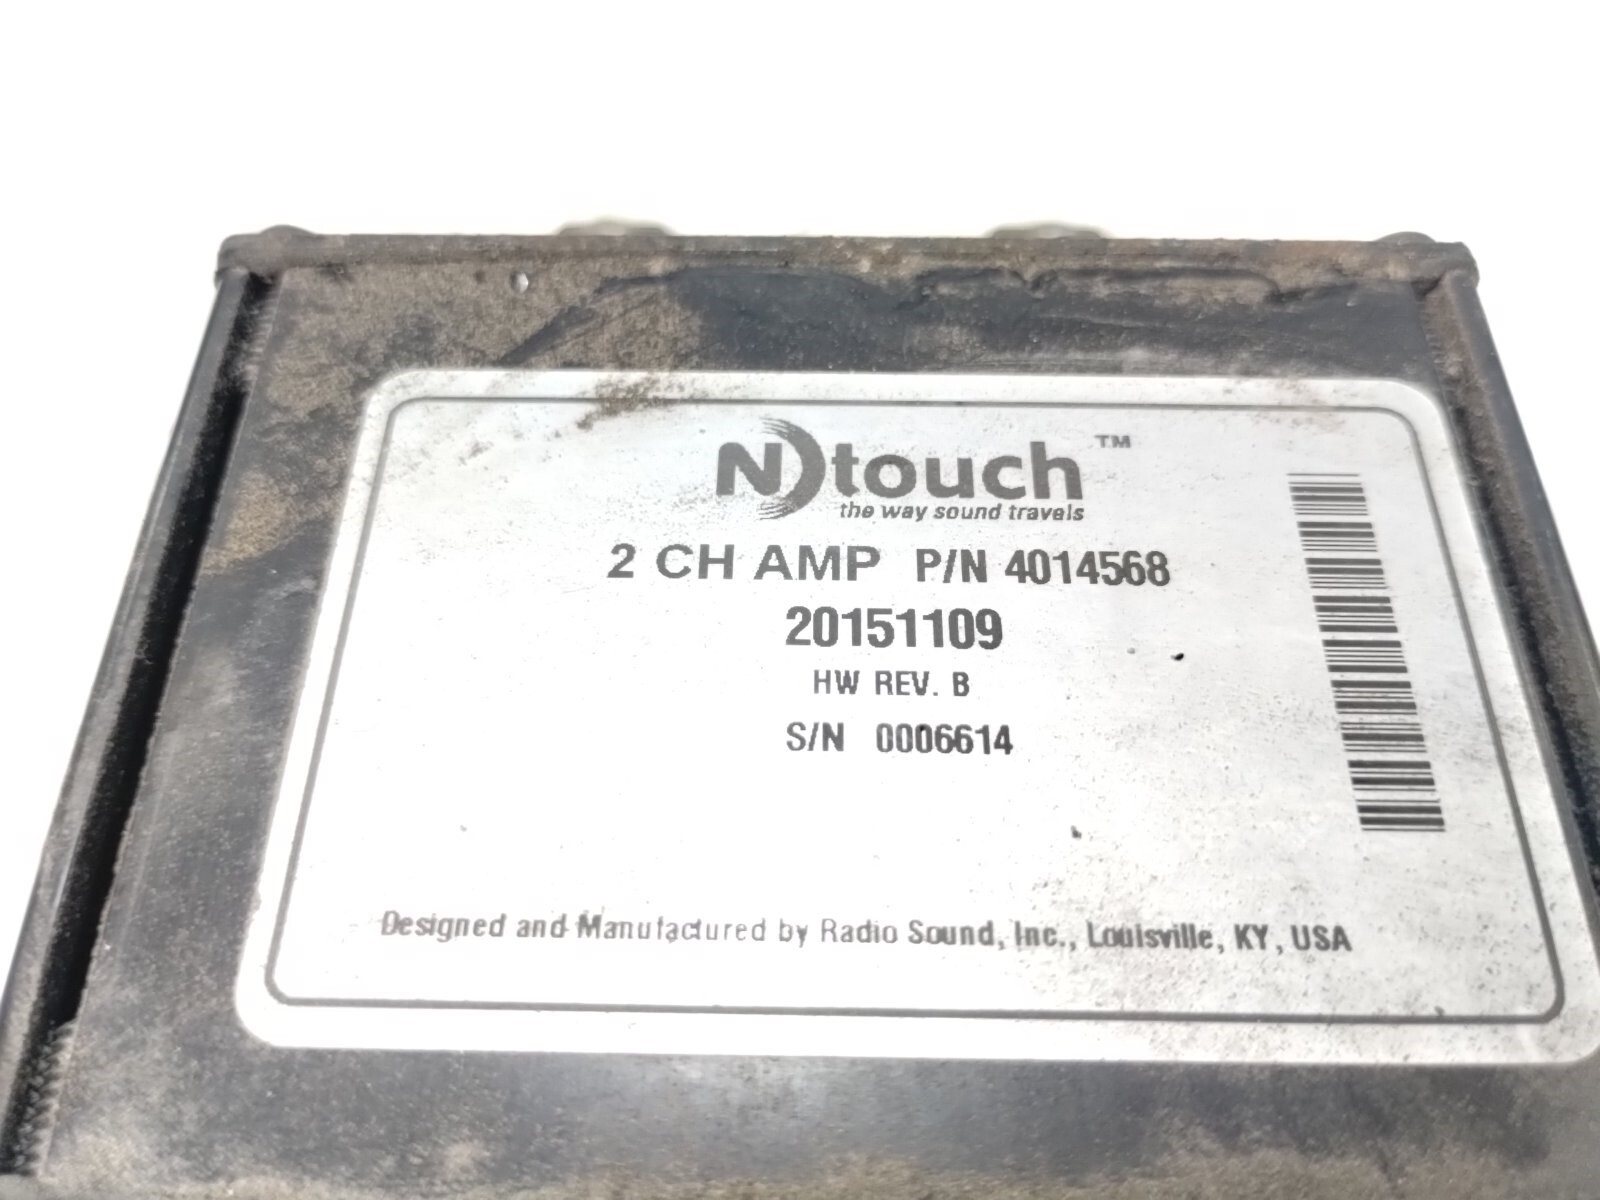 Ntouch™
the way sound travels
2 CH AMP P/N 4014568
20151109
HW REV. B
S/N 0006614
Designed and Manufactured by Radio Sound, Inc., Louisville, KY, USA